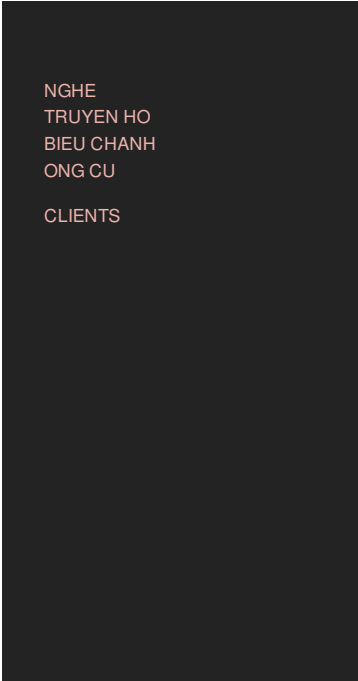 NGHE
TRUYEN HO
BIEU CHANH
ONG CU
CLIENTS